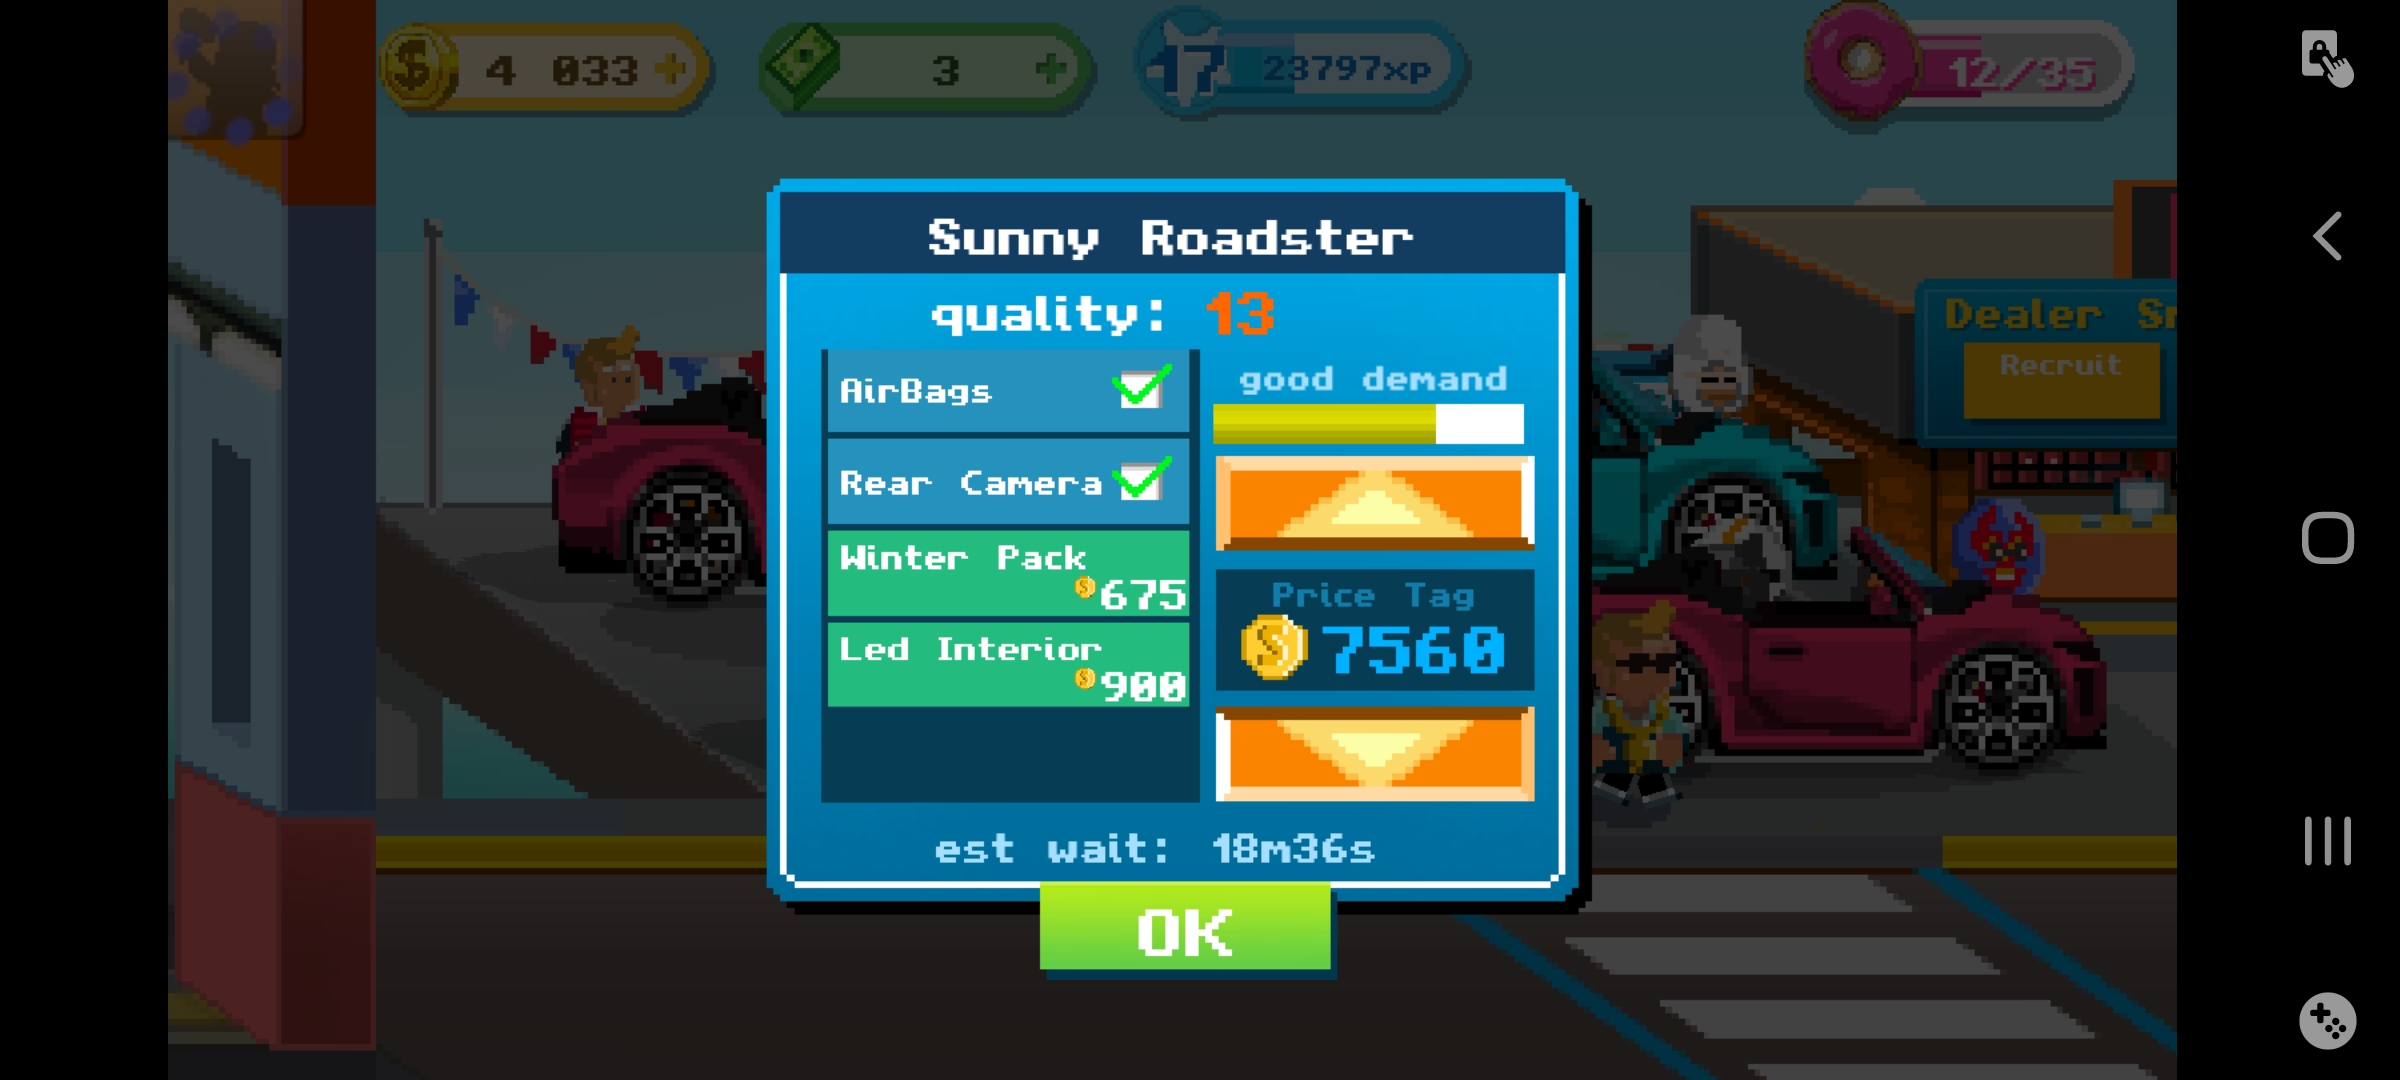 4 033 +
3 +
17 23797xp
12/35
Sunny Roadster
quality: 13
AirBags
Rear Camera
Winter Pack
675
Led Interior
900
good demand
Price Tag
7560
est wait: 18m36s
OK
Dealer
Recruit